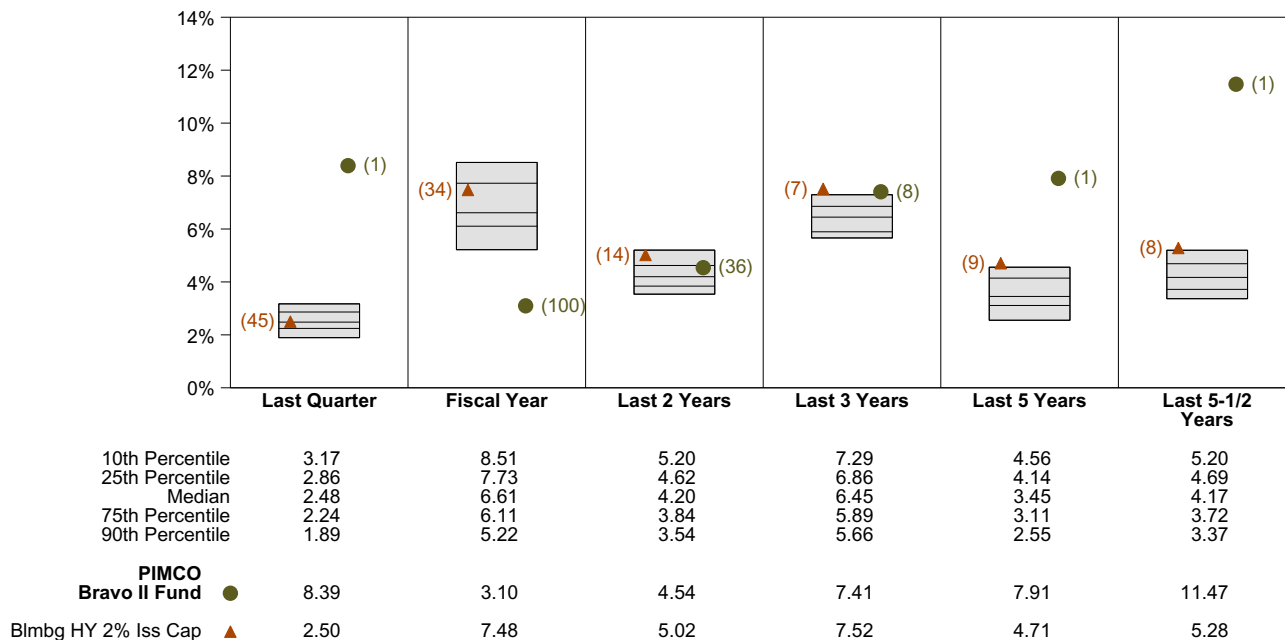 14%
12%
10%
8%
6%
4%
2%
0%
(45)
(1)
(34)
(100)
(14)
(36)
(7)
(8)
(9)
(1)
(8)
(1)
Last Quarter Fiscal Year Last 2 Years Last 3 Years Last 5 Years Last 5-1/2
Years
10th Percentile 3.17 8.51 5.20 7.29 4.56 5.20
25th Percentile 2.86 7.73 4.62 6.86 4.14 4.69
Median 2.48 6.61 4.20 6.45 3.45 4.17
75th Percentile 2.24 6.11 3.84 5.89 3.11 3.72
90th Percentile 1.89 5.22 3.54 5.66 2.55 3.37
PIMCO
Bravo II Fund 8.39 3.10 4.54 7.41 7.91 11.47
Blmbg HY 2% Iss Cap 2.50 7.48 5.02 7.52 4.71 5.28